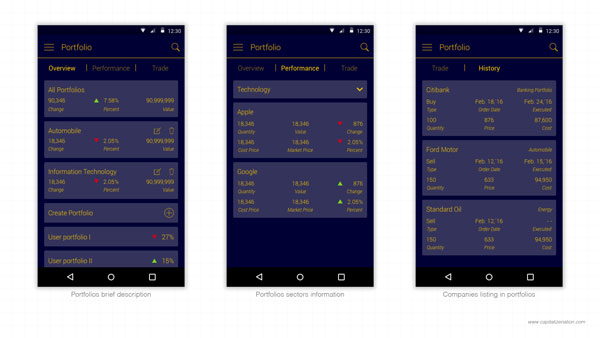 12:30
Portfolio
Overview Performance Trade
All Portfolios
90,346 7.58% 90,999,999
Change Percent Value
Automobile
18,346 2.05% 90,999,999
Change Percent Value
Information Technology
18,346 2.05% 90,999,999
Change Percent Value
Create Portfolio
User portfolio I 27%
User portfolio II 15%
Portfolios brief description
12:30
Portfolio
Overview Performance Trade
Technology
Apple
18,346 18,346 876
Quantity Value Change
18,346 18,346 2.05%
Cost Price Market Price Percent
Google
18,346 18,346 876
Quantity Value Change
18,346 18,346 2.05%
Cost Price Market Price Percent
Portfolios sectors information
12:30
Portfolio
Trade History
Citibank Banking Portfolio
Buy Feb. 18, '16 Feb. 24, '16
Type Order Date Executed
100 876 87,600
Quantity Price Cost
Ford Motor Automobile
Sell Feb. 12, '16 Feb. 15, '16
Type Order Date Executed
150 633 94,950
Quantity Price Cost
Standard Oil Energy
Sell Feb. 12, '16 - -
Type Order Date Executed
150 633 94,950
Quantity Price Cost
Companies listing in portfolios